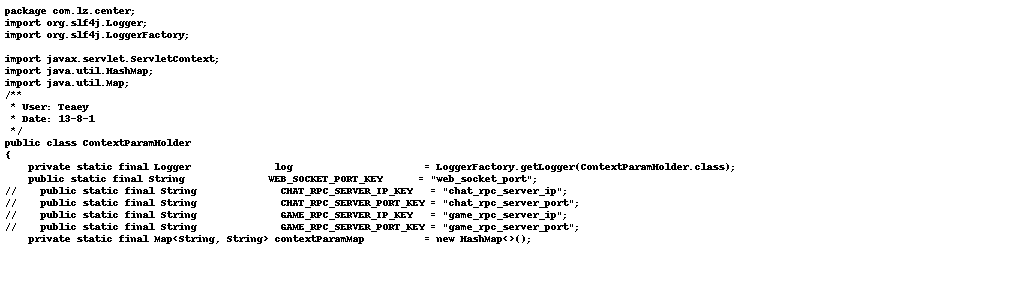 package com.lz.center;
import org.slf4j.Logger;
import org.slf4j.LoggerFactory;

import javax.servlet.ServletContext;
import java.util.HashMap;
import java.util.Map;
/**
 * User: Teaey
 * Date: 13-8-1
 */
public class ContextParamHolder
{
    private static final Logger              log                      = LoggerFactory.getLogger(ContextParamHolder.class);
    public static final String              WEB_SOCKET_PORT_KEY      = "web_socket_port";
//    public static final String              CHAT_RPC_SERVER_IP_KEY   = "chat_rpc_server_ip";
//    public static final String              CHAT_RPC_SERVER_PORT_KEY = "chat_rpc_server_port";
//    public static final String              GAME_RPC_SERVER_IP_KEY   = "game_rpc_server_ip";
//    public static final String              GAME_RPC_SERVER_PORT_KEY = "game_rpc_server_port";
    private static final Map<String, String> contextParamMap          = new HashMap<>();